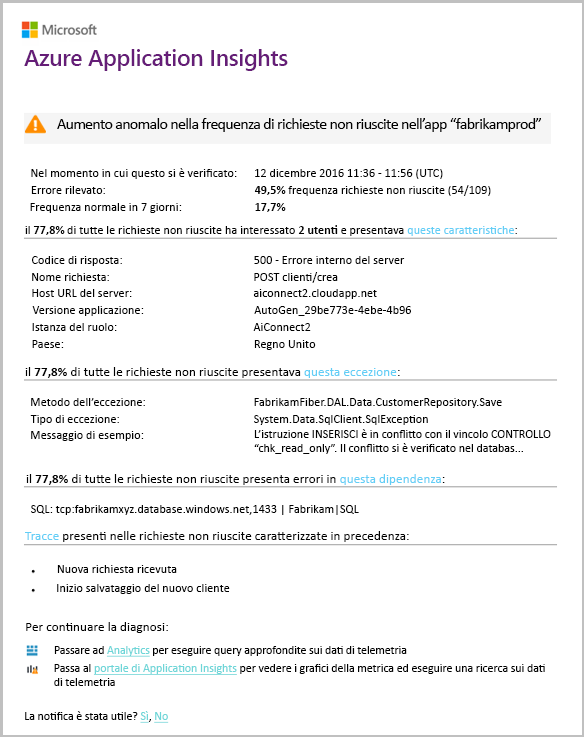 Microsoft
Azure Application Insights
Aumento anomalo nella frequenza di richieste non riuscite nell'app “fabrikamprod”
Nel momento in cui questo si è verificato: 12 dicembre 2016 11:36 - 11:56 (UTC)
Errore rilevato: 49,5% frequenza richieste non riuscite (54/109)
Frequenza normale in 7 giorni: 17,7%
il 77,8% di tutte le richieste non riuscite ha interessato 2 utenti e presentava queste caratteristiche:
Codice di risposta: 500 - Errore interno del server
Nome richiesta: POST clienti/crea
Host URL del server: aiconnect2.cloudapp.net
Versione applicazione: AutoGen_29be773e-4ebe-4b96
Istanza del ruolo: AiConnect2
Paese: Regno Unito
il 77,8% di tutte le richieste non riuscite presentava questa eccezione:
Metodo dell'eccezione: FabrikamFiber.DAL.Data.CustomerRepository.Save
Tipo di eccezione: System.Data.SqlClient.SqlException
Messaggio di esempio: L'istruzione INSERISCI è in conflitto con il vincolo CONTROLLO
“chk_read_only”. Il conflitto si è verificato nel databas...
il 77,8% di tutte le richieste non riuscite presenta errori in questa dipendenza:
SQL: tcp:fabrikamxyz.database.windows.net,1433 | Fabrikam|SQL
Tracce presenti nelle richieste non riuscite caratterizzate in precedenza:
• Nuova richiesta ricevuta
• Inizio salvataggio del nuovo cliente
Per continuare la diagnosi:
Passare ad Analytics per eseguire query approfondite sui dati di telemetria
Passa al portale di Application Insights per vedere i grafici della metrica ed eseguire una ricerca sui dati
di telemetria
La notifica è stata utile? Sì, No